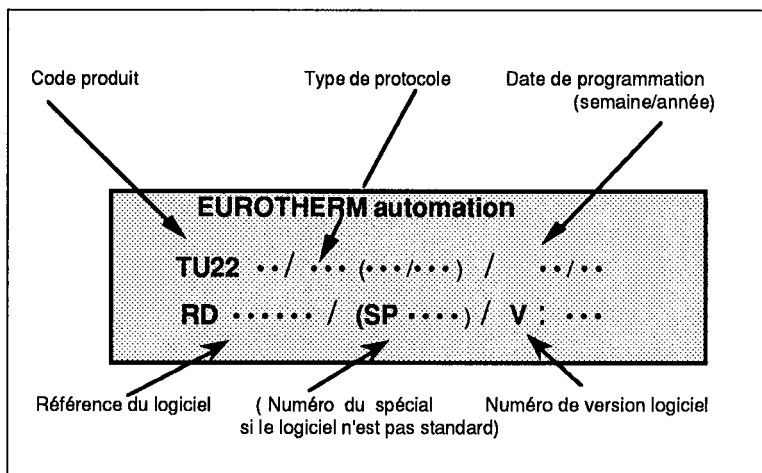 Code produit
Type de protocole
Date de programmation
(semaine/année)
EUROTHERM automation
TU22 ··/ ··· (···/···) / ··/··
RD ······ / (SP ····) / V : ···
Référence du logiciel
( Numéro du spécial
si le logiciel n'est pas standard)
Numéro de version logiciel